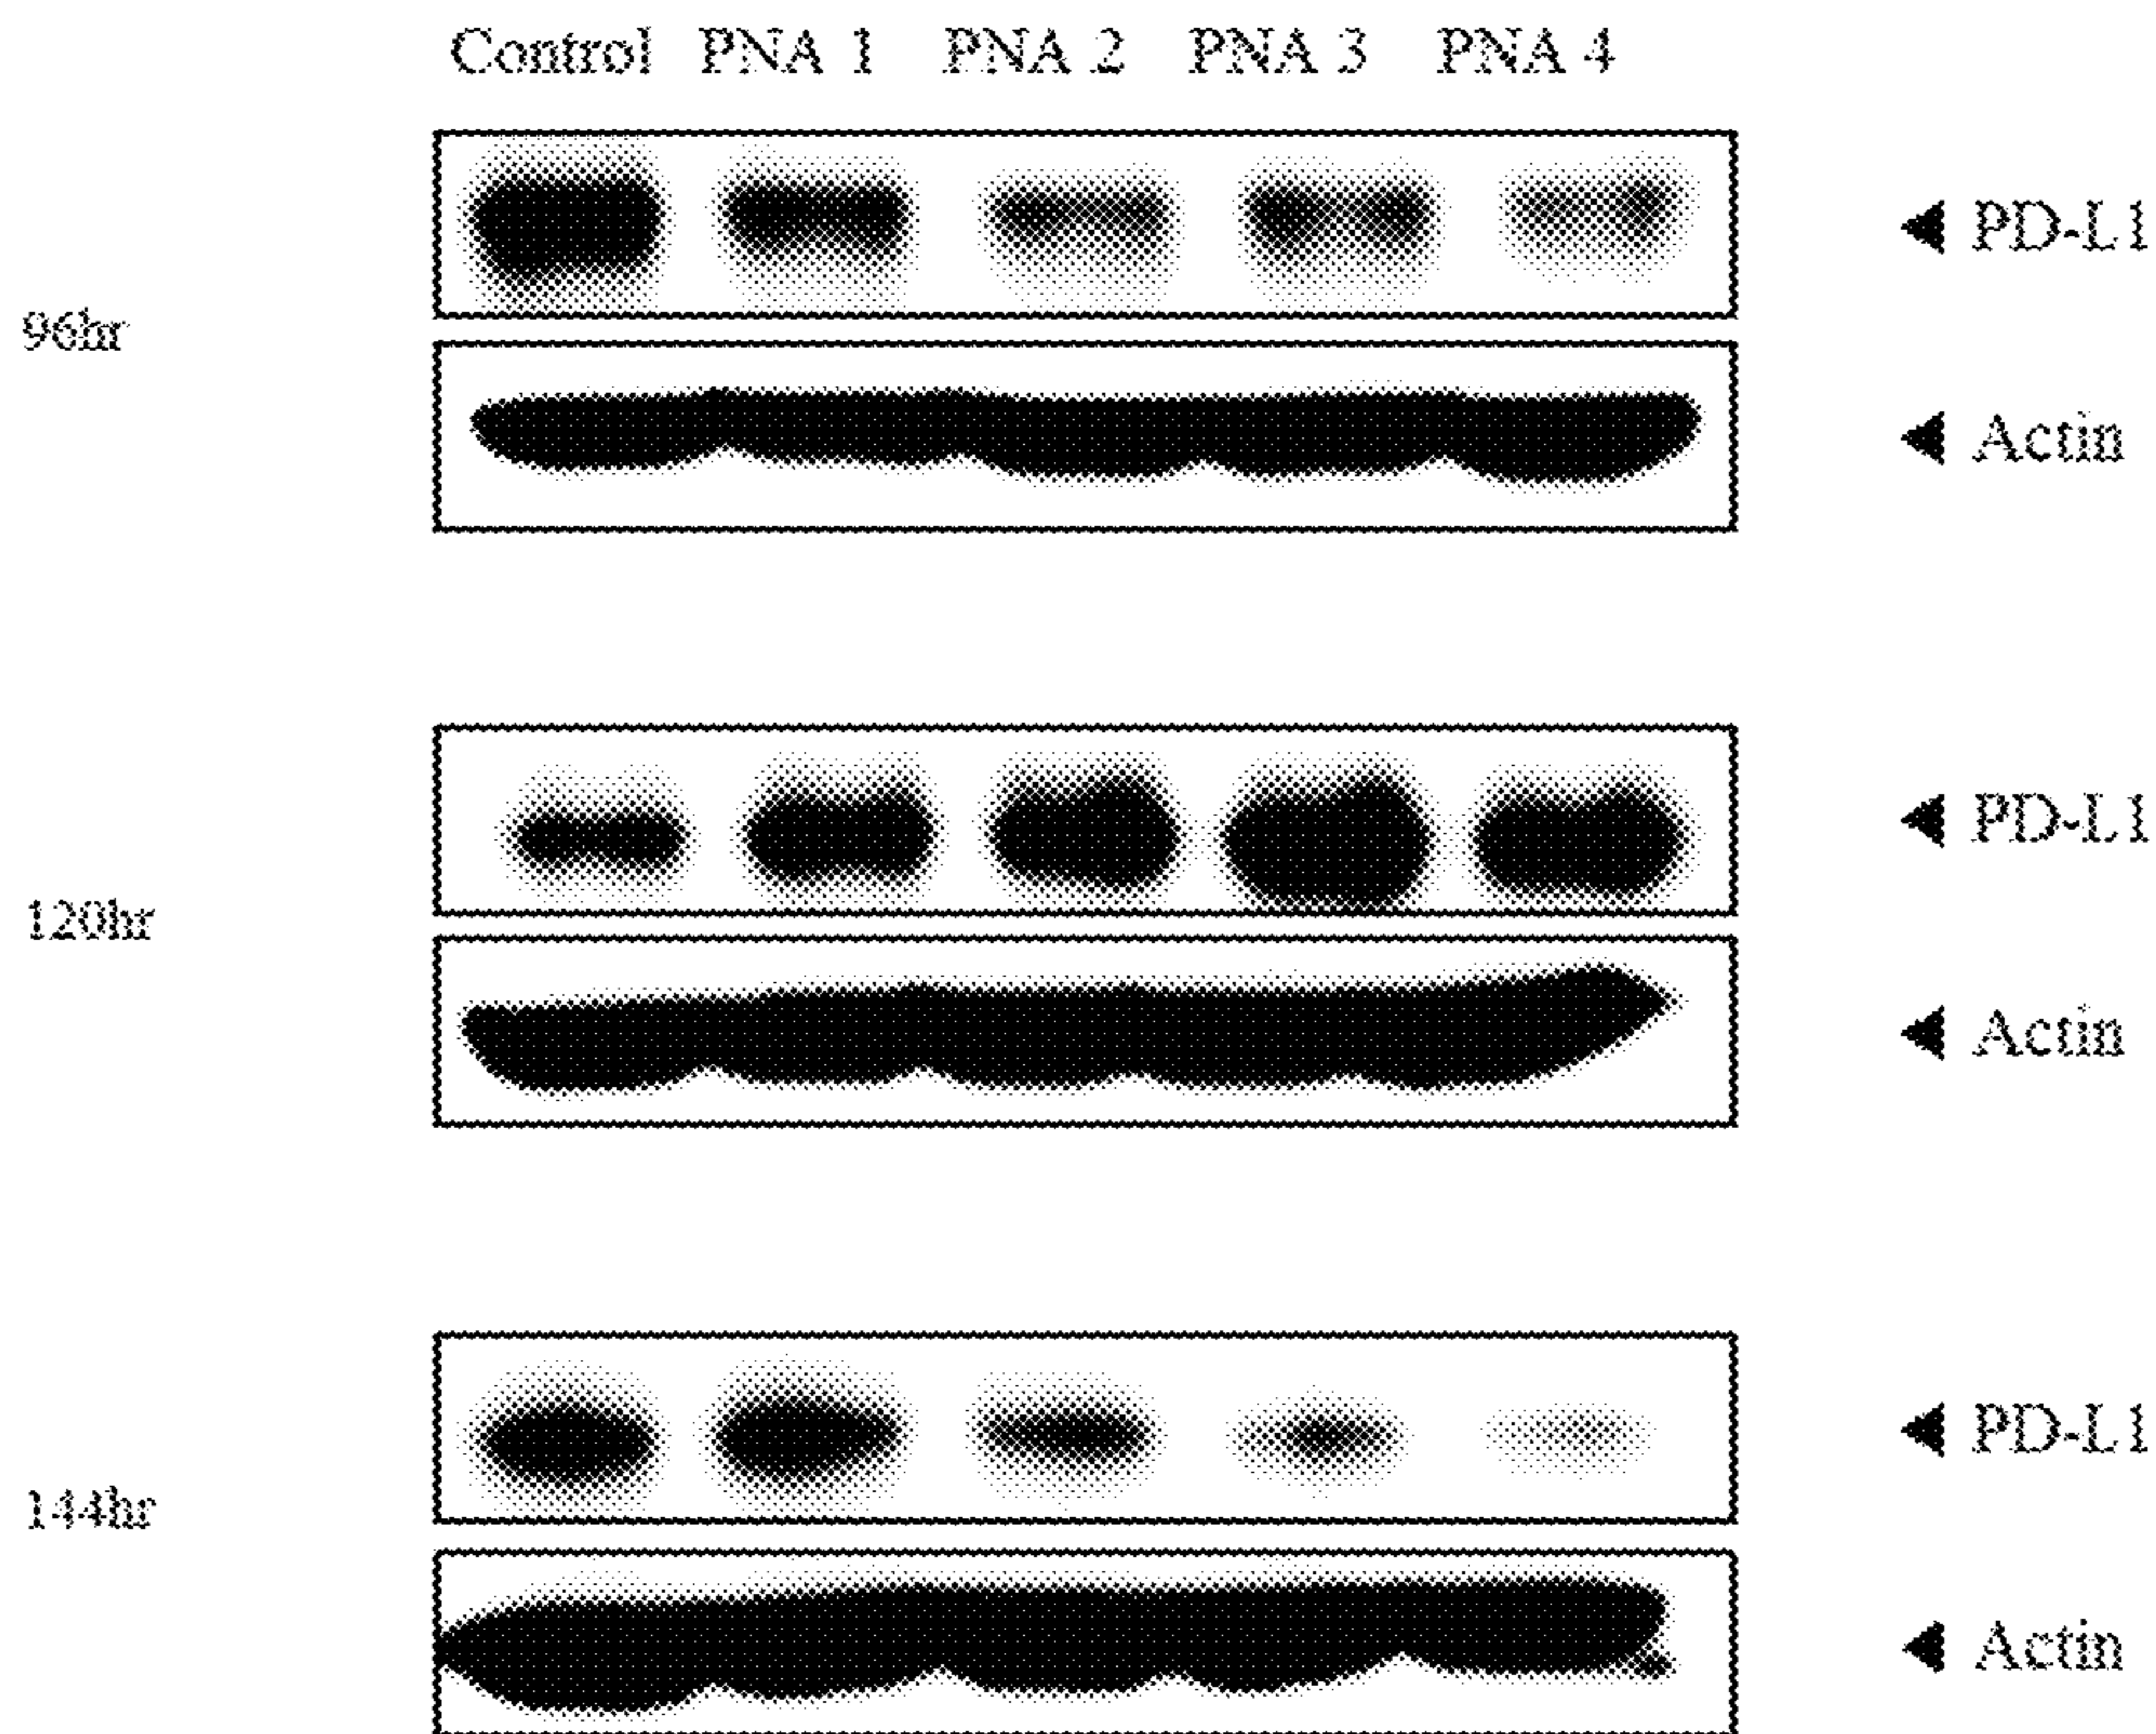 Control PNA 1 PNA 2 PNA 3 PNA 4
PD-L1
96hr
Actin
PD-L1
120hr
Actin
PD-L1
144hr
Actin